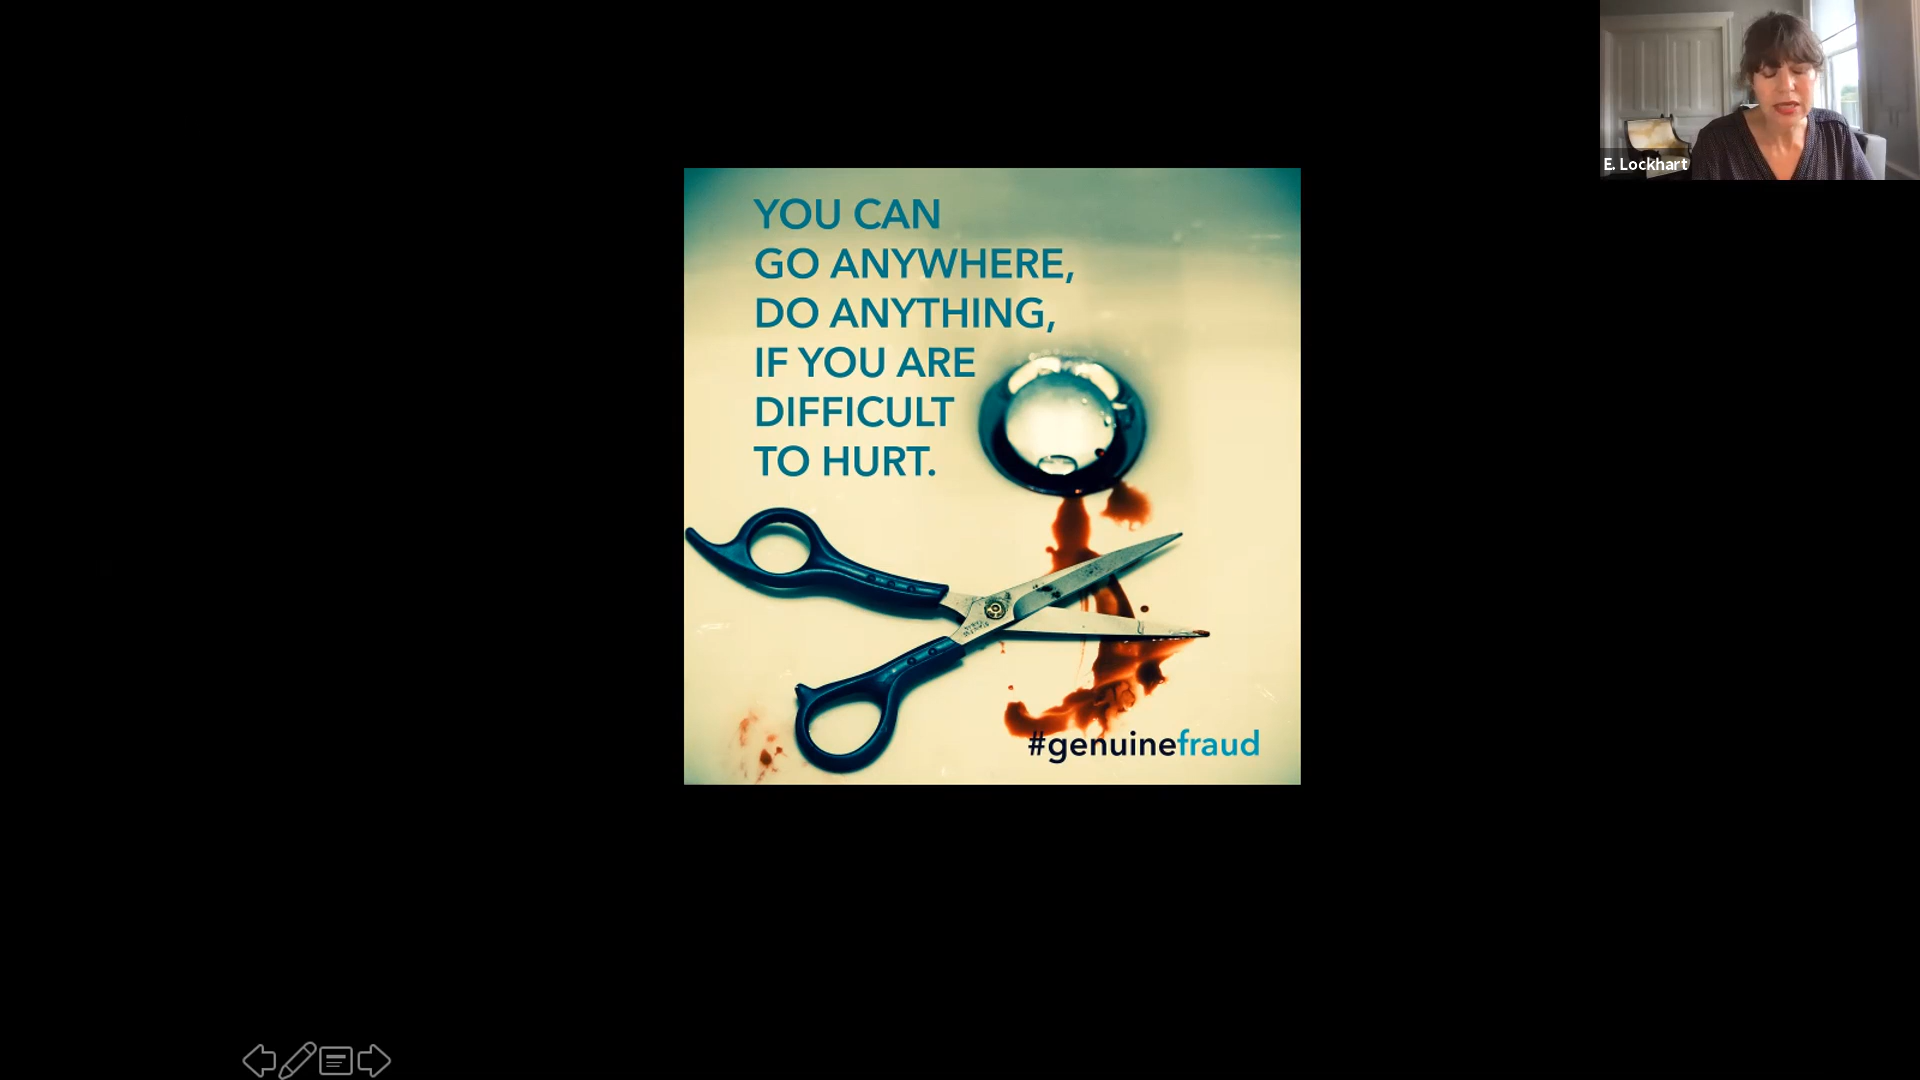 E. Lockhart
YOU CAN
GO ANYWHERE,
DO ANYTHING,
IF YOU ARE
DIFFICULT
TO HURT.
#genuinefraud